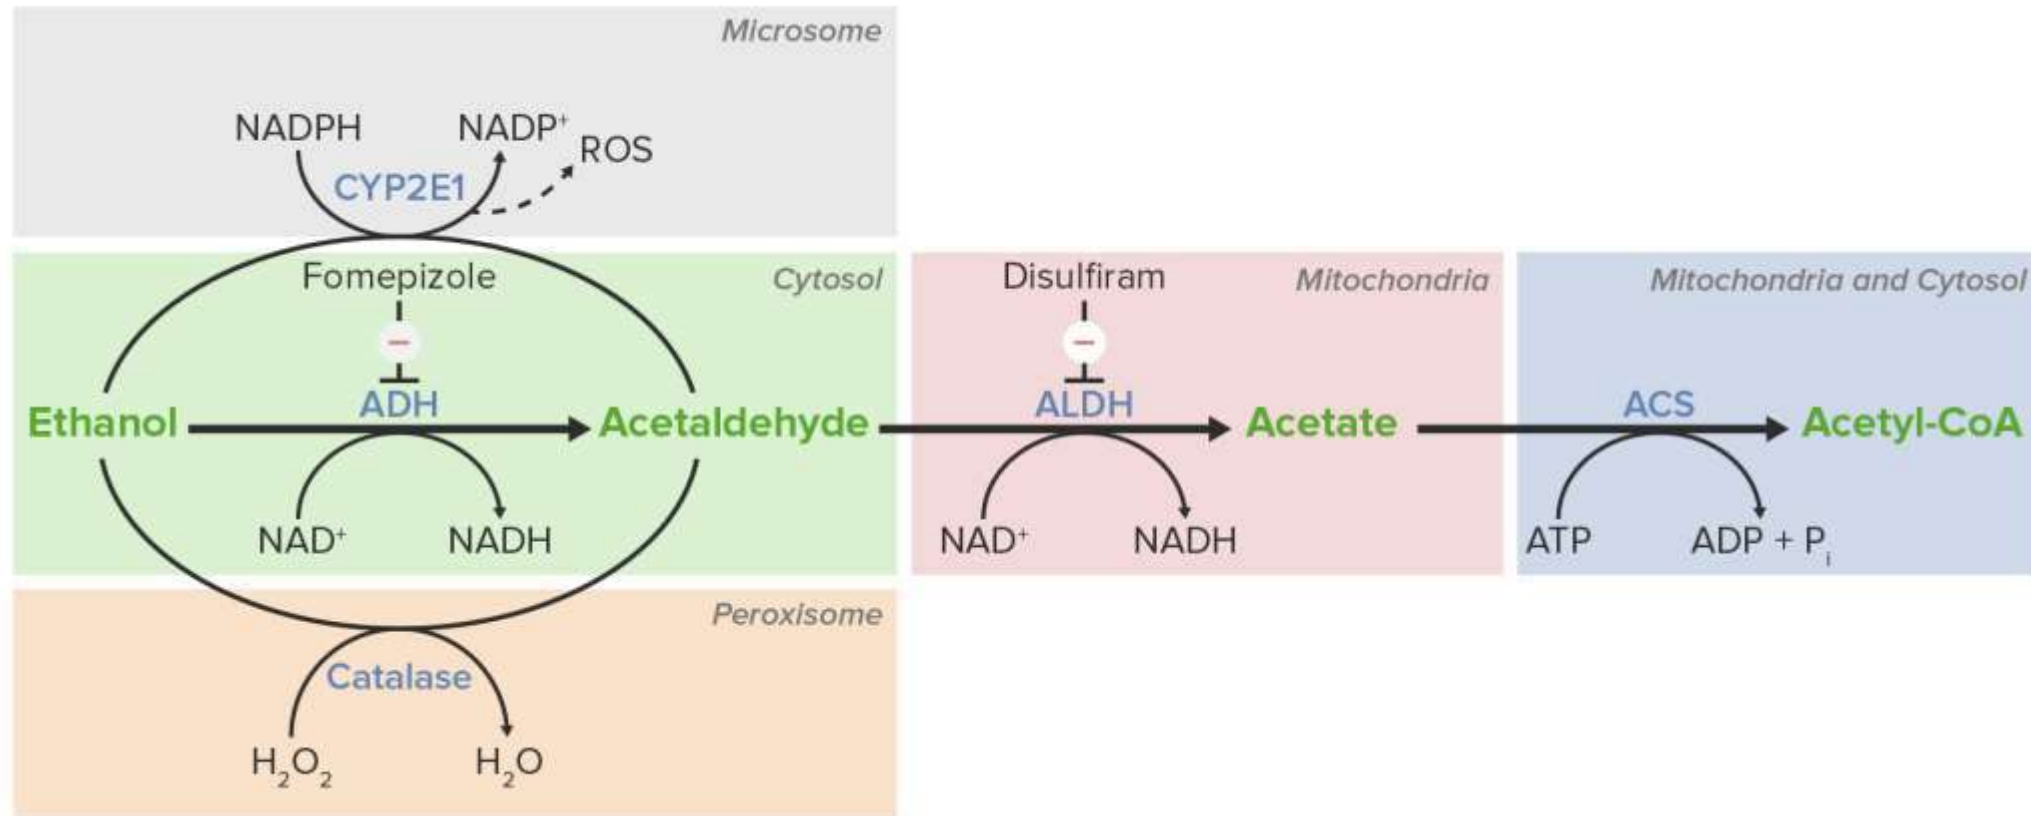 Microsome
NADPH NADP⁺ ROS
CYP2E1
Fomepizole Cytosol Disulfiram Mitochondria Mitochondria and Cytosol
−
−
ADH ALDH ACS
Ethanol Acetaldehyde Acetate Acetyl-CoA
NAD⁺ NADH NAD⁺ NADH ATP ADP + Pᵢ
Peroxisome
Catalase
H₂O₂ H₂O